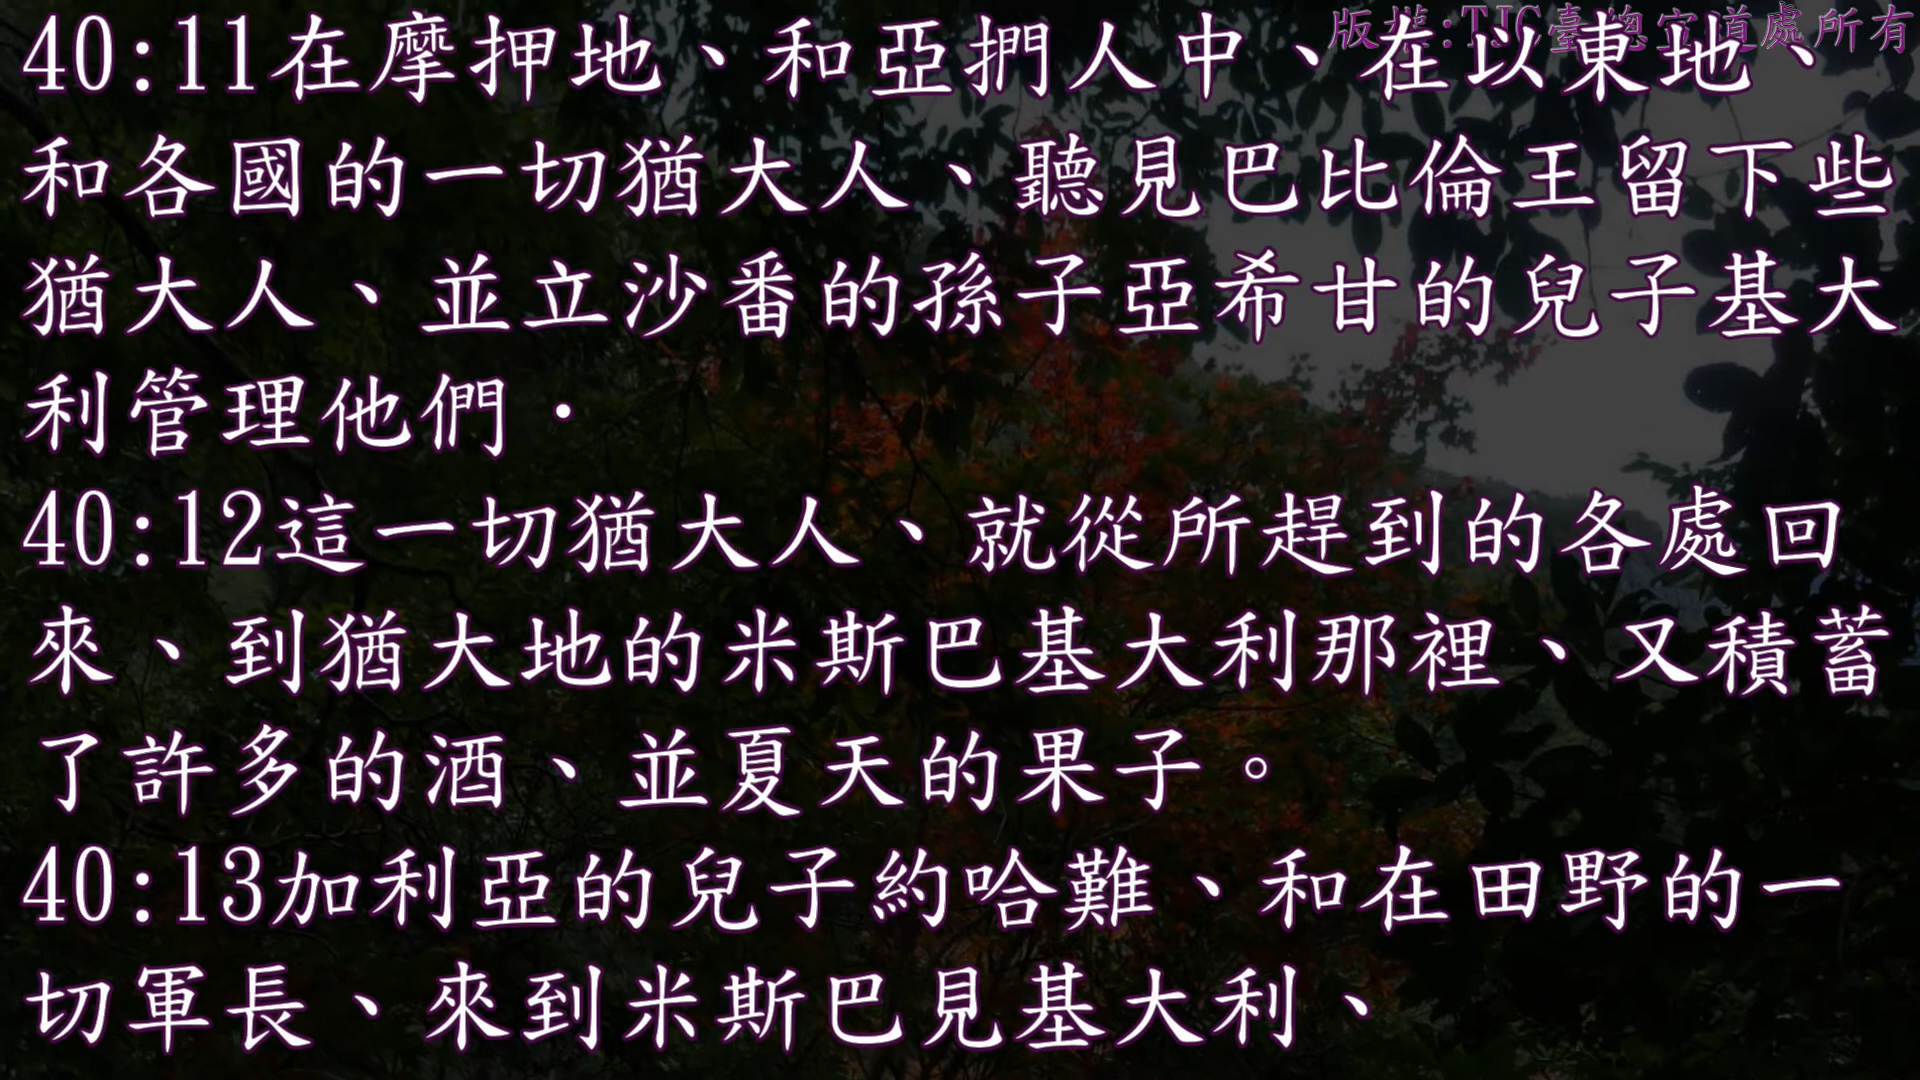 版權:TJC臺總宣道處所有
40:11在摩押地、和亞捫人中、在以東地、
和各國的一切猶大人、聽見巴比倫王留下些
猶大人、並立沙番的孫子亞希甘的兒子基大
利管理他們．
40:12這一切猶大人、就從所趕到的各處回
來、到猶大地的米斯巴基大利那裡、又積蓄
了許多的酒、並夏天的果子。
40:13加利亞的兒子約哈難、和在田野的一
切軍長、來到米斯巴見基大利、